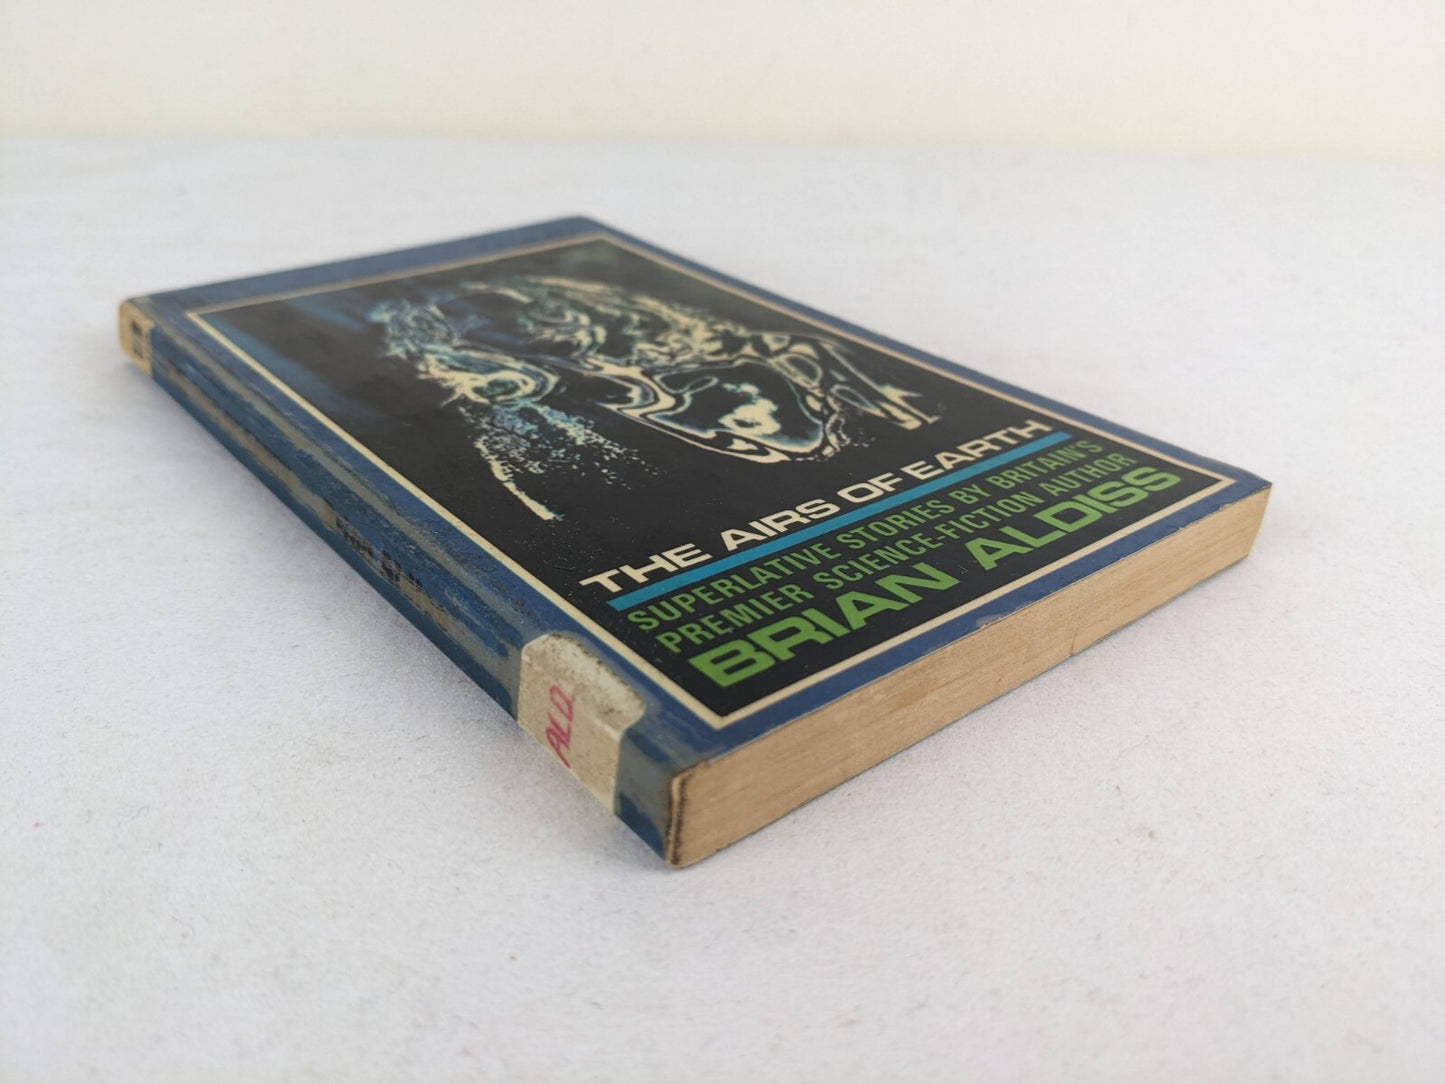 THE AIRS OF EARTH
SUPERLATIVE STORIES BY BRITAIN'S
PREMIER SCIENCE-FICTION AUTHOR
BRIAN ALDISS
ALD.